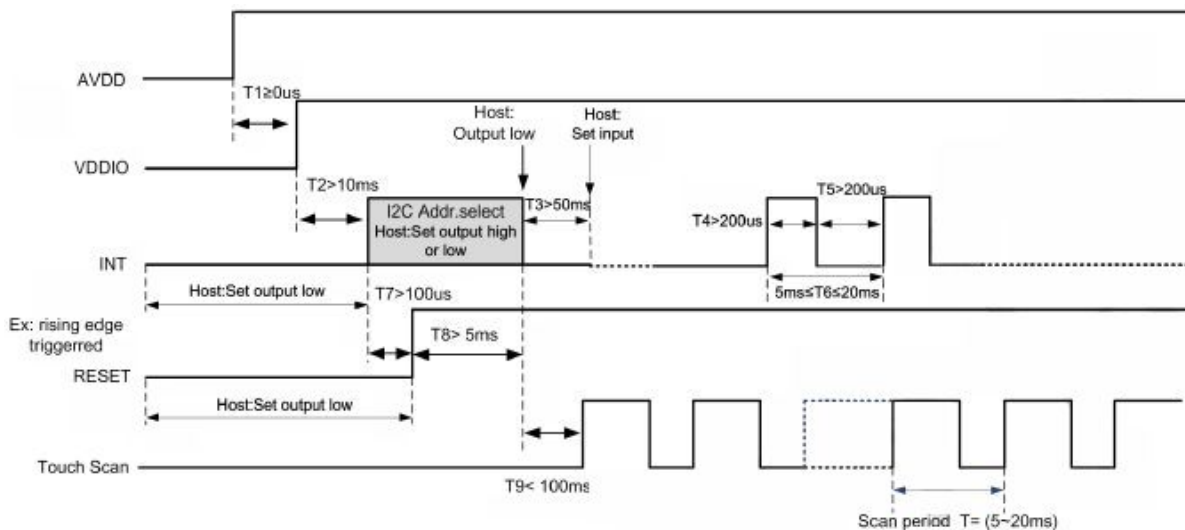 AVDD
T1≥0us
Host:
Output low
Host:
Set input
VDDIO
T2>10ms
I2C Addr.select
Host:Set output high
or low
T3>50ms
T5>200us
T4>200us
INT
Host:Set output low
T7>100us
5ms≤T6≤20ms
Ex: rising edge
triggerred
T8> 5ms
RESET
Host:Set output low
Touch Scan
T9< 100ms
Scan period T= (5~20ms)